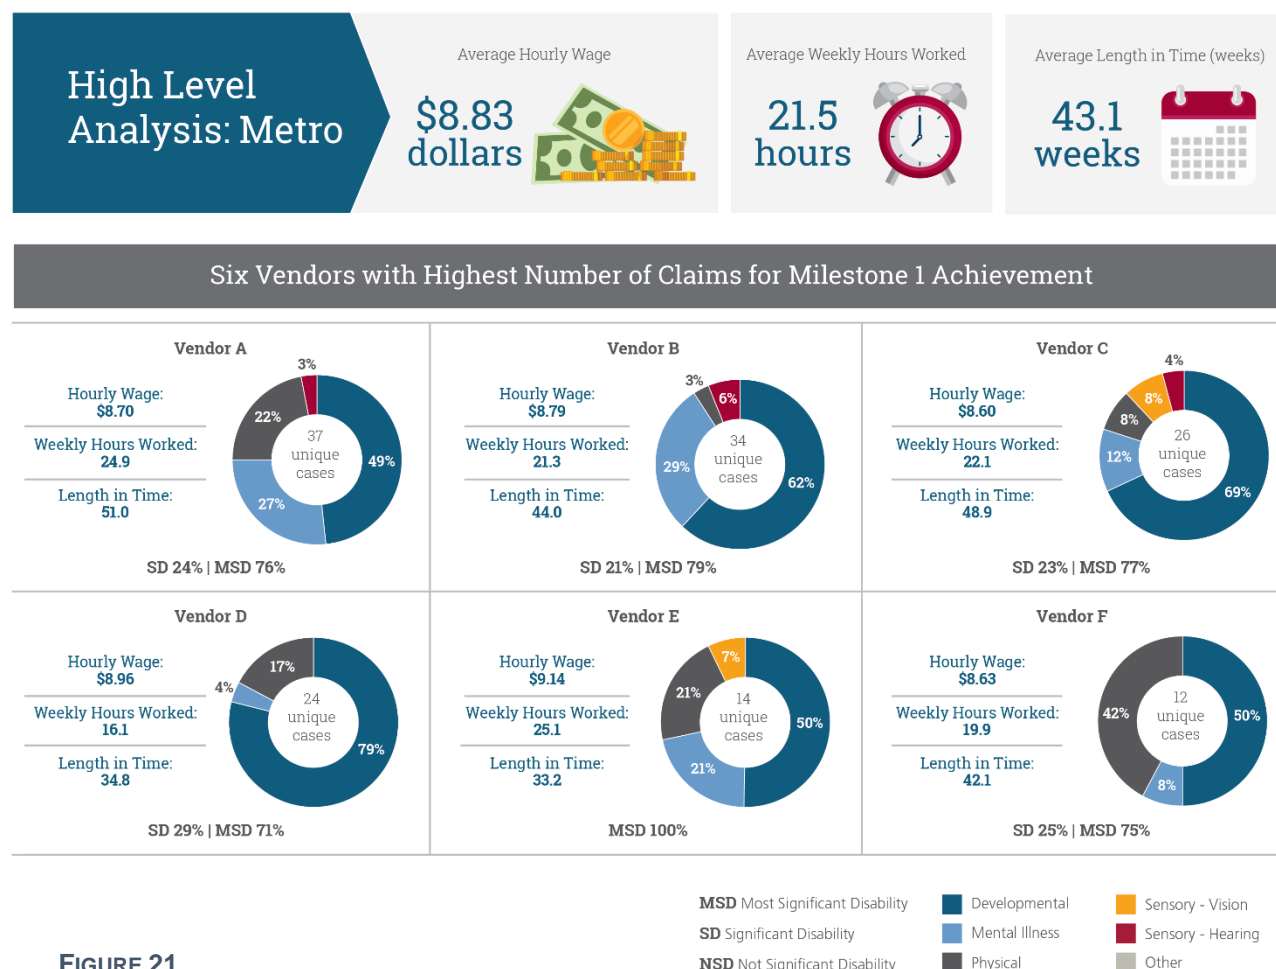 High Level
Analysis: Metro
Average Hourly Wage
$8.83
dollars
Average Weekly Hours Worked
21.5
hours
Average Length in Time (weeks)
43.1
weeks
Six Vendors with Highest Number of Claims for Milestone 1 Achievement
Vendor A
Hourly Wage:
$8.70
Weekly Hours Worked:
24.9
Length in Time:
51.0
3%
22%
49%
27%
37
unique
cases
SD 24% | MSD 76%
Vendor B
Hourly Wage:
$8.79
Weekly Hours Worked:
21.3
Length in Time:
44.0
3%
6%
29%
62%
34
unique
cases
SD 21% | MSD 79%
Vendor C
Hourly Wage:
$8.60
Weekly Hours Worked:
22.1
Length in Time:
48.9
4%
8%
8%
12%
69%
26
unique
cases
SD 23% | MSD 77%
Vendor D
Hourly Wage:
$8.96
Weekly Hours Worked:
16.1
Length in Time:
34.8
17%
4%
79%
24
unique
cases
SD 29% | MSD 71%
Vendor E
Hourly Wage:
$9.14
Weekly Hours Worked:
25.1
Length in Time:
33.2
7%
21%
50%
21%
14
unique
cases
MSD 100%
Vendor F
Hourly Wage:
$8.63
Weekly Hours Worked:
19.9
Length in Time:
42.1
42%
50%
8%
12
unique
cases
SD 25% | MSD 75%
MSD Most Significant Disability
SD Significant Disability
NSD Not Significant Disability
Developmental
Mental Illness
Physical
Sensory - Vision
Sensory - Hearing
Other
FIGURE 21